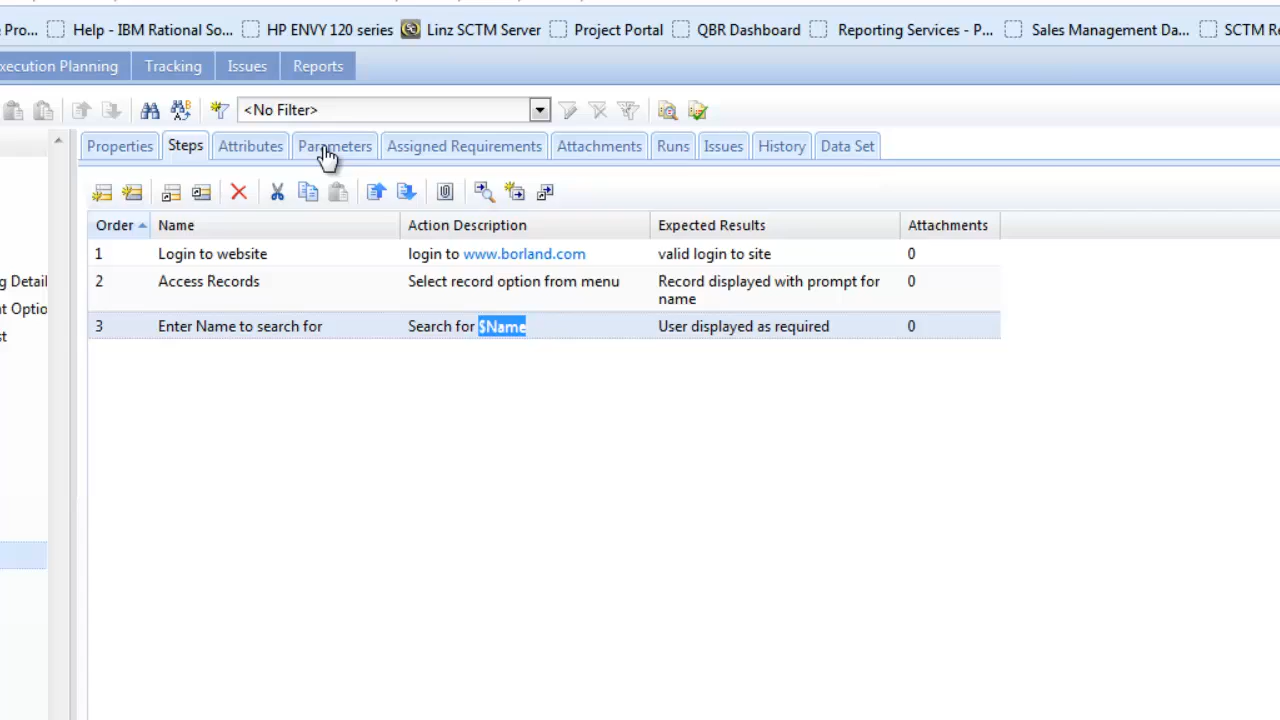 Pro... Help - IBM Rational So... HP ENVY 120 series Linz SCTM Server Project Portal QBR Dashboard Reporting Services - P... Sales Management Da... SCTM Re
xecution Planning Tracking Issues Reports
<No Filter>
Properties Steps Attributes Parameters Assigned Requirements Attachments Runs Issues History Data Set
Order Name Action Description Expected Results Attachments
1 Login to website login to www.borland.com valid login to site 0
2 Access Records Select record option from menu Record displayed with prompt for 0
g Detail
name
at Optio
3 Enter Name to search for Search for $Name User displayed as required 0
st